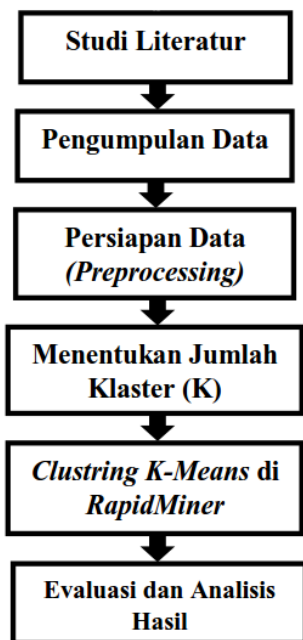 Studi Literatur
Pengumpulan Data
Persiapan Data
(Preprocessing)
Menentukan Jumlah
Klaster (K)
Clustring K-Means di
RapidMiner
Evaluasi dan Analisis
Hasil